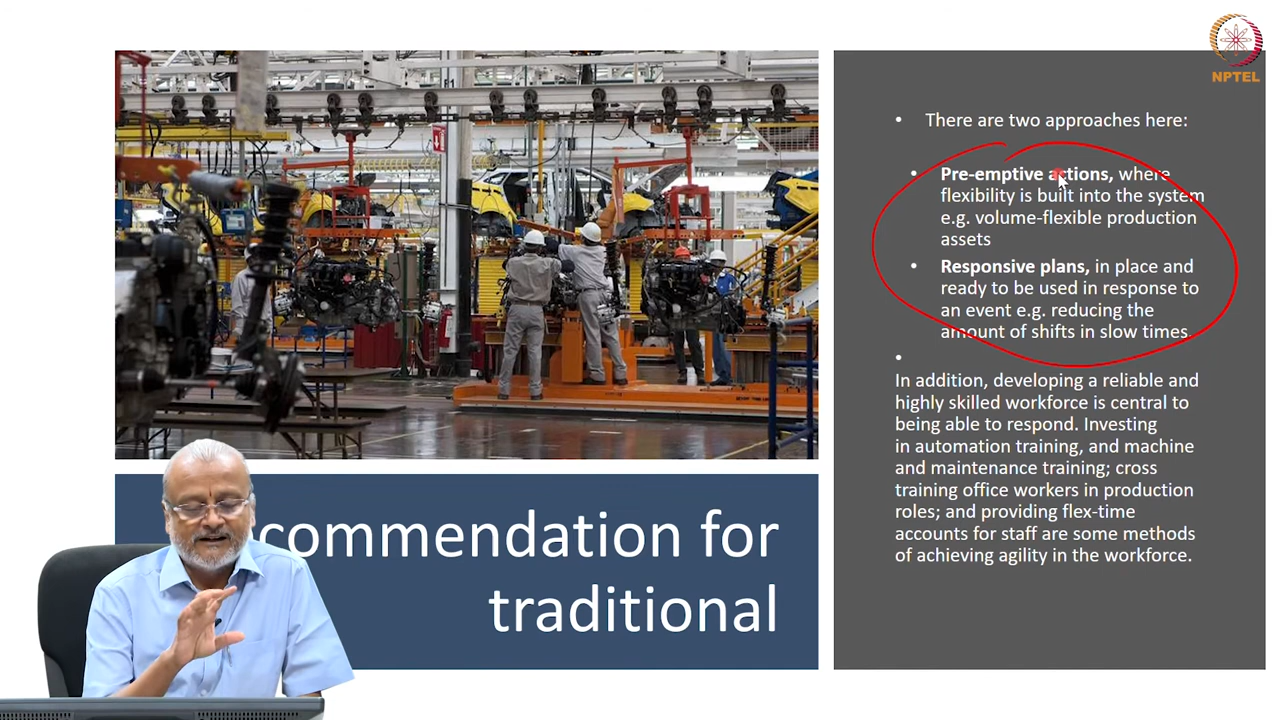 NPTEL
• There are two approaches here:
• Pre-emptive actions, where
flexibility is built into the system
e.g. volume-flexible production
assets
• Responsive plans, in place and
ready to be used in response to
an event e.g. reducing the
amount of shifts in slow times.
•
In addition, developing a reliable and
highly skilled workforce is central to
being able to respond. Investing
in automation training, and machine
and maintenance training; cross
training office workers in production
roles; and providing flex-time
accounts for staff are some methods
of achieving agility in the workforce.
commendation for
traditional